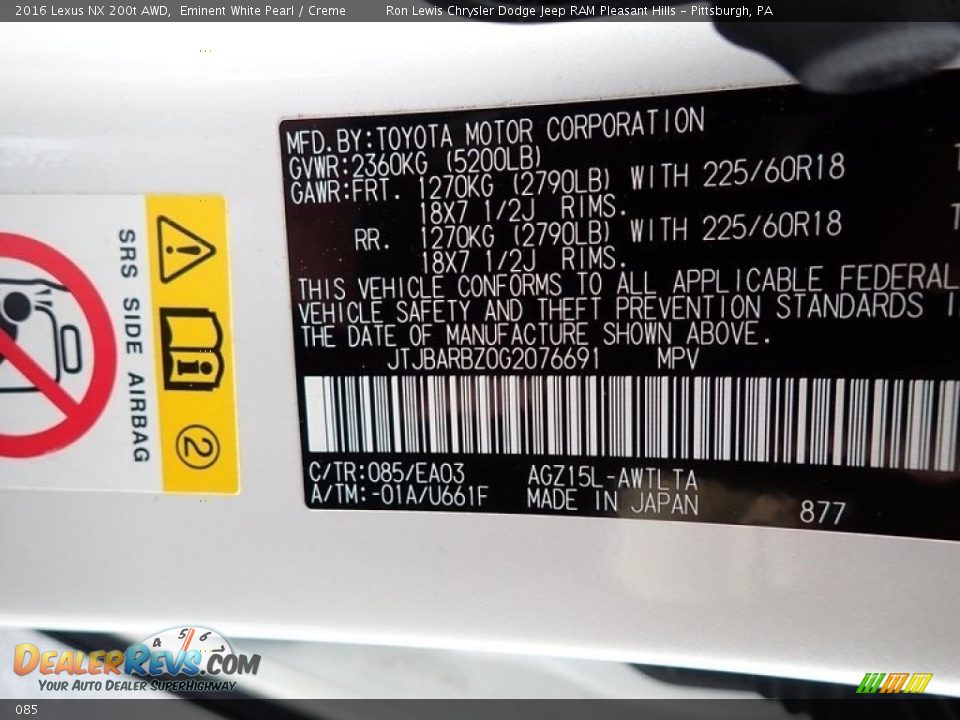 2016 Lexus NX 200t AWD, Eminent White Pearl / Creme Ron Lewis Chrysler Dodge Jeep RAM Pleasant Hills - Pittsburgh, PA
MFD.BY:TOYOTA MOTOR CORPORATION
GVWR:2360KG (5200LB)
GAWR:FRT. 1270KG (2790LB) WITH 225/60R18
18X7 1/2J RIMS.
RR. 1270KG (2790LB) WITH 225/60R18
18X7 1/2J RIMS.
THIS VEHICLE CONFORMS TO ALL APPLICABLE FEDERAL
VEHICLE SAFETY AND THEFT PREVENTION STANDARDS
THE DATE OF MANUFACTURE SHOWN ABOVE.
JTJBARBZ0G2076691 MPV
C/TR:085/EA03 AGZ15L-AWTLTA
A/TM:-01A/U661F MADE IN JAPAN 877
SRS SIDE AIRBAG
2
4 5 6
DEALERREVS.COM
YOUR AUTO DEALER SUPERHIGHWAY
085